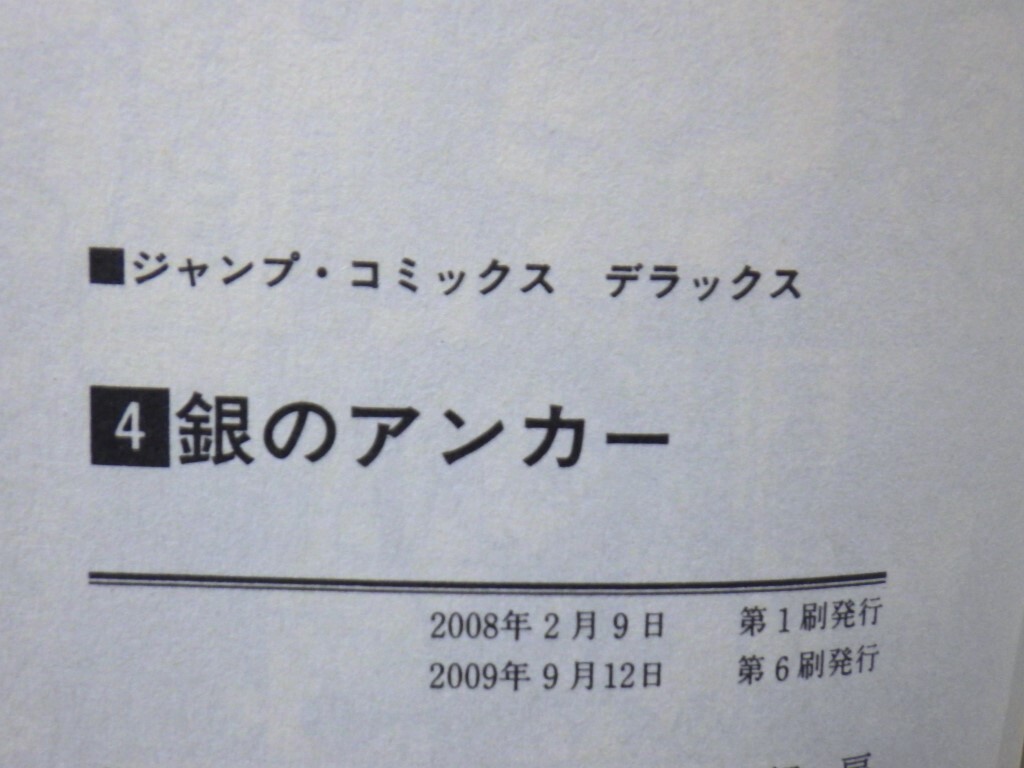 ■ジャンプ・コミックス　デラックス
4銀のアンカー
2008年2月9日　第1刷発行
2009年9月12日　第6刷発行